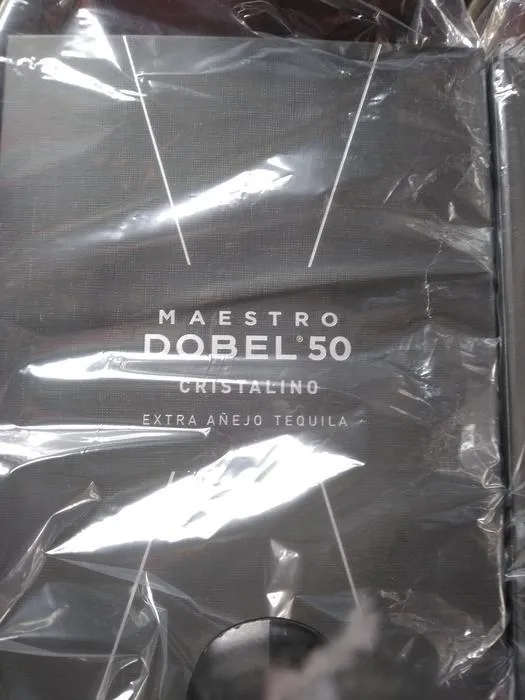 MAESTRO
DOBEL® 50
CRISTALINO
EXTRA AÑEJO TEQUILA